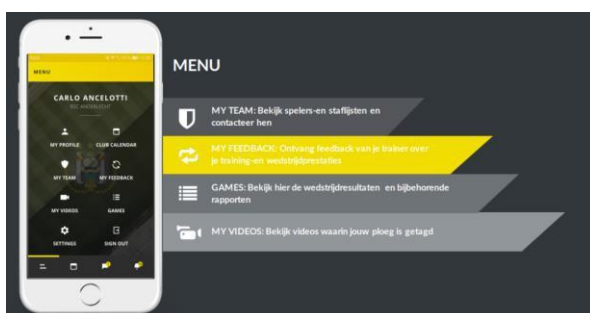 MENU
CARLO ANCELOTTI
RSC ANDERLECHT
MY PROFILE
CLUB CALENDAR
MY TEAM
MY FEEDBACK
MY VIDEOS
GAMES
SETTINGS
SIGN OUT
MENU
MY TEAM: Bekijk spelers-en staflijsten en
contacteer hen
MY FEEDBACK: Ontvang feedback van je trainer over
je training-en wedstrijdprestaties
GAMES: Bekijk hier de wedstrijdresultaten en bijbehorende
rapporten
MY VIDEOS: Bekijk videos waarin jouw ploeg is getagd